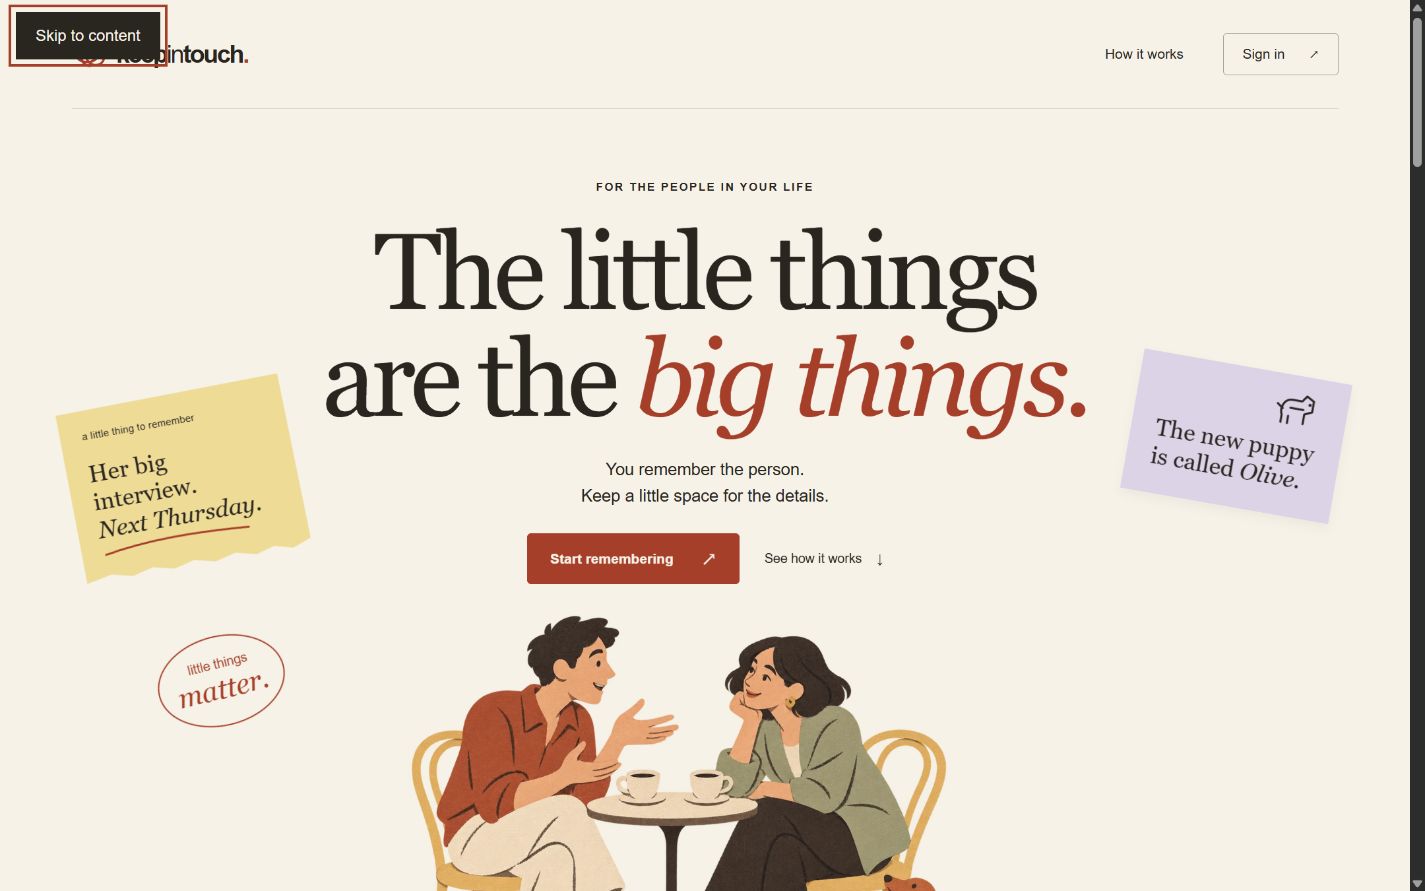 Skip to content
keepintouch.
How it works
Sign in ↗
FOR THE PEOPLE IN YOUR LIFE
The little things
are the big things.
You remember the person.
Keep a little space for the details.
Start remembering ↗
See how it works ↓
a little thing to remember
Her big
interview.
Next Thursday.
The new puppy
is called Olive.
little things
matter.